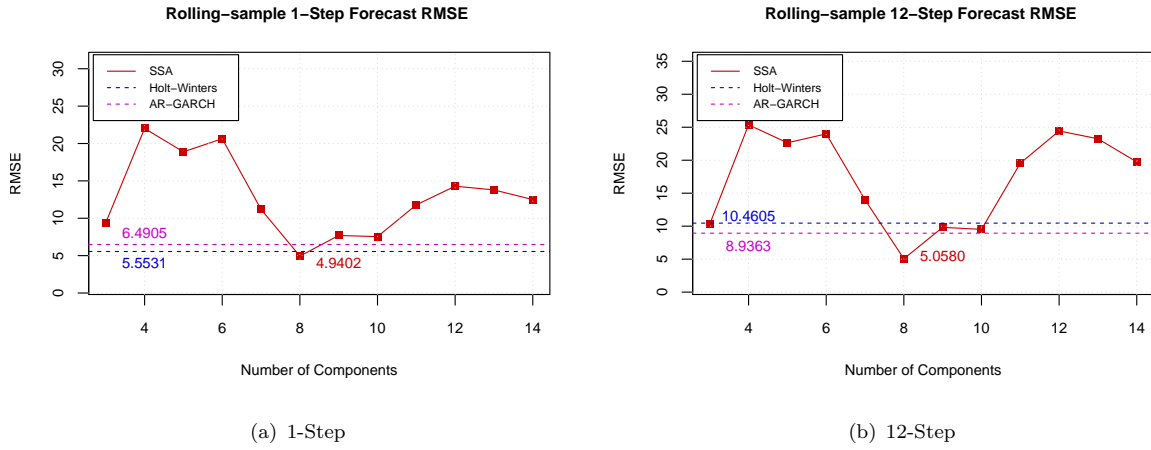 Rolling−sample 1−Step Forecast RMSE
RMSE
30
25
20
15
10
5
0
SSA
Holt−Winters
AR−GARCH
6.4905
5.5531
4.9402
4 6 8 10 12 14
Number of Components
(a) 1-Step
Rolling−sample 12−Step Forecast RMSE
RMSE
35
30
25
20
15
10
5
0
SSA
Holt−Winters
AR−GARCH
10.4605
8.9363
5.0580
4 6 8 10 12 14
Number of Components
(b) 12-Step